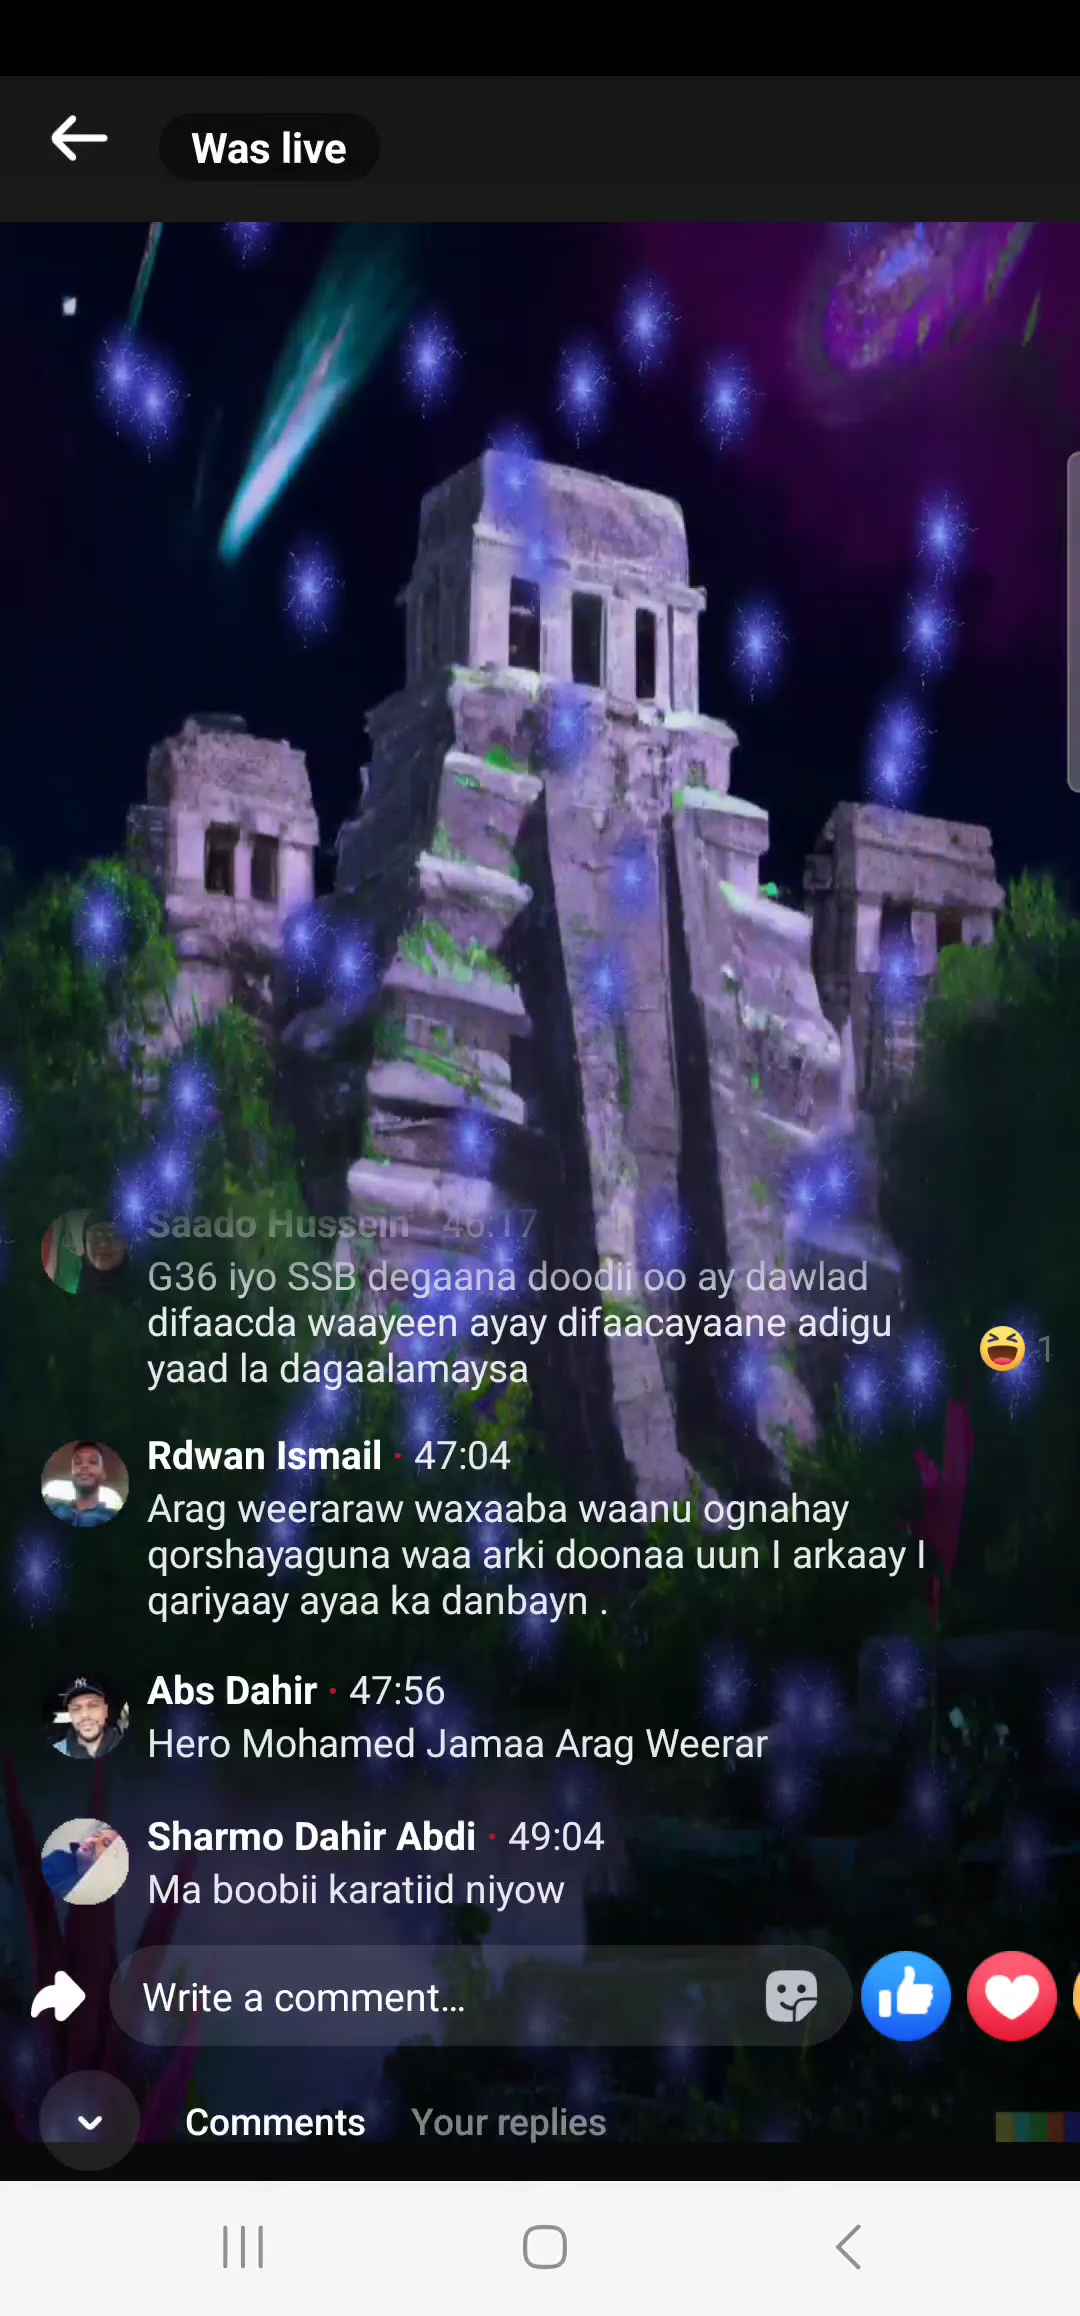 Was live
Saado Hussein 46:17
G36 iyo SSB degaana doodii oo ay dawlad
difaacda waayeen ayay difaacayaane adigu
yaad la dagaalamaysa
1
Rdwan Ismail · 47:04
Arag weeraraw waxaaba waanu ognahay
qorshayaguna waa arki doonaa uun I arkaay I
qariyaay ayaa ka danbayn .
Abs Dahir · 47:56
Hero Mohamed Jamaa Arag Weerar
Sharmo Dahir Abdi · 49:04
Ma boobii karatiid niyow
Write a comment...
Comments Your replies